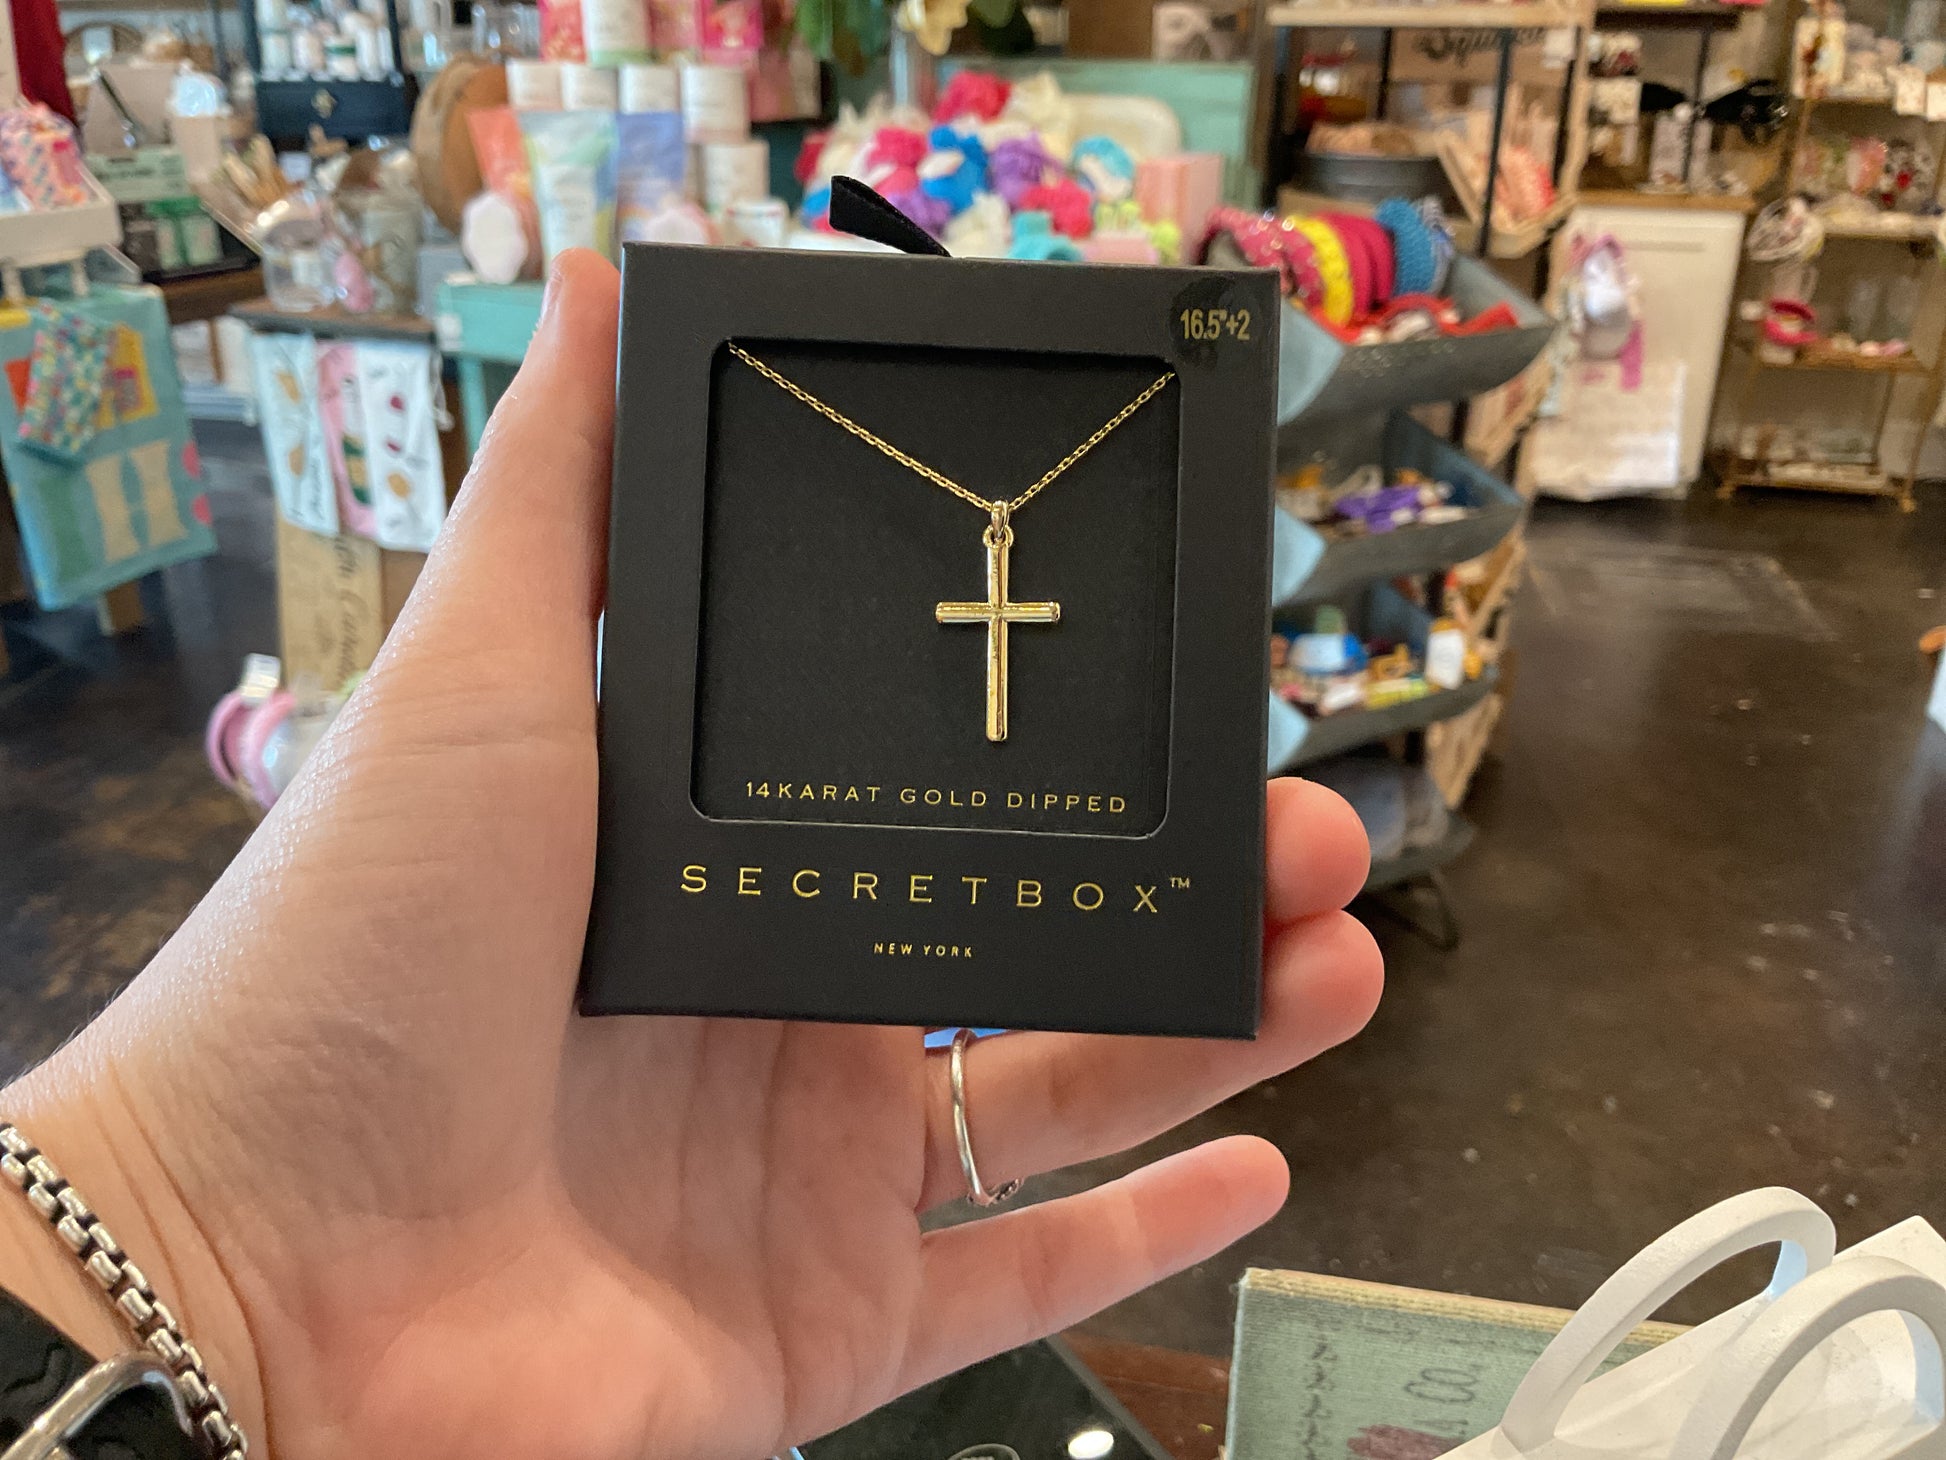 16.5"+2
14KARAT GOLD DIPPED
SECRETBOX™
NEW YORK